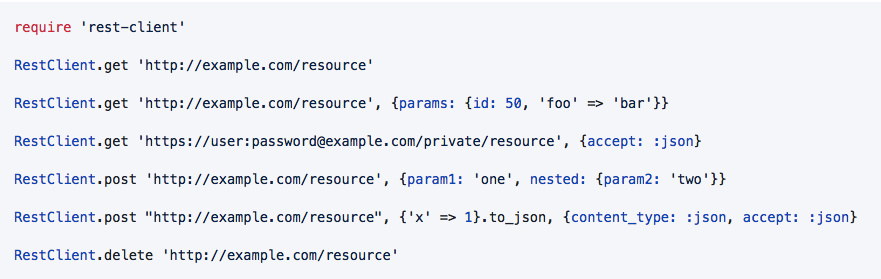 require 'rest-client'
RestClient.get 'http://example.com/resource'
RestClient.get 'http://example.com/resource', {params: {id: 50, 'foo' => 'bar'}}
RestClient.get 'https://user:password@example.com/private/resource', {accept: :json}
RestClient.post 'http://example.com/resource', {param1: 'one', nested: {param2: 'two'}}
RestClient.post "http://example.com/resource", {'x' => 1}.to_json, {content_type: :json, accept: :json}
RestClient.delete 'http://example.com/resource'